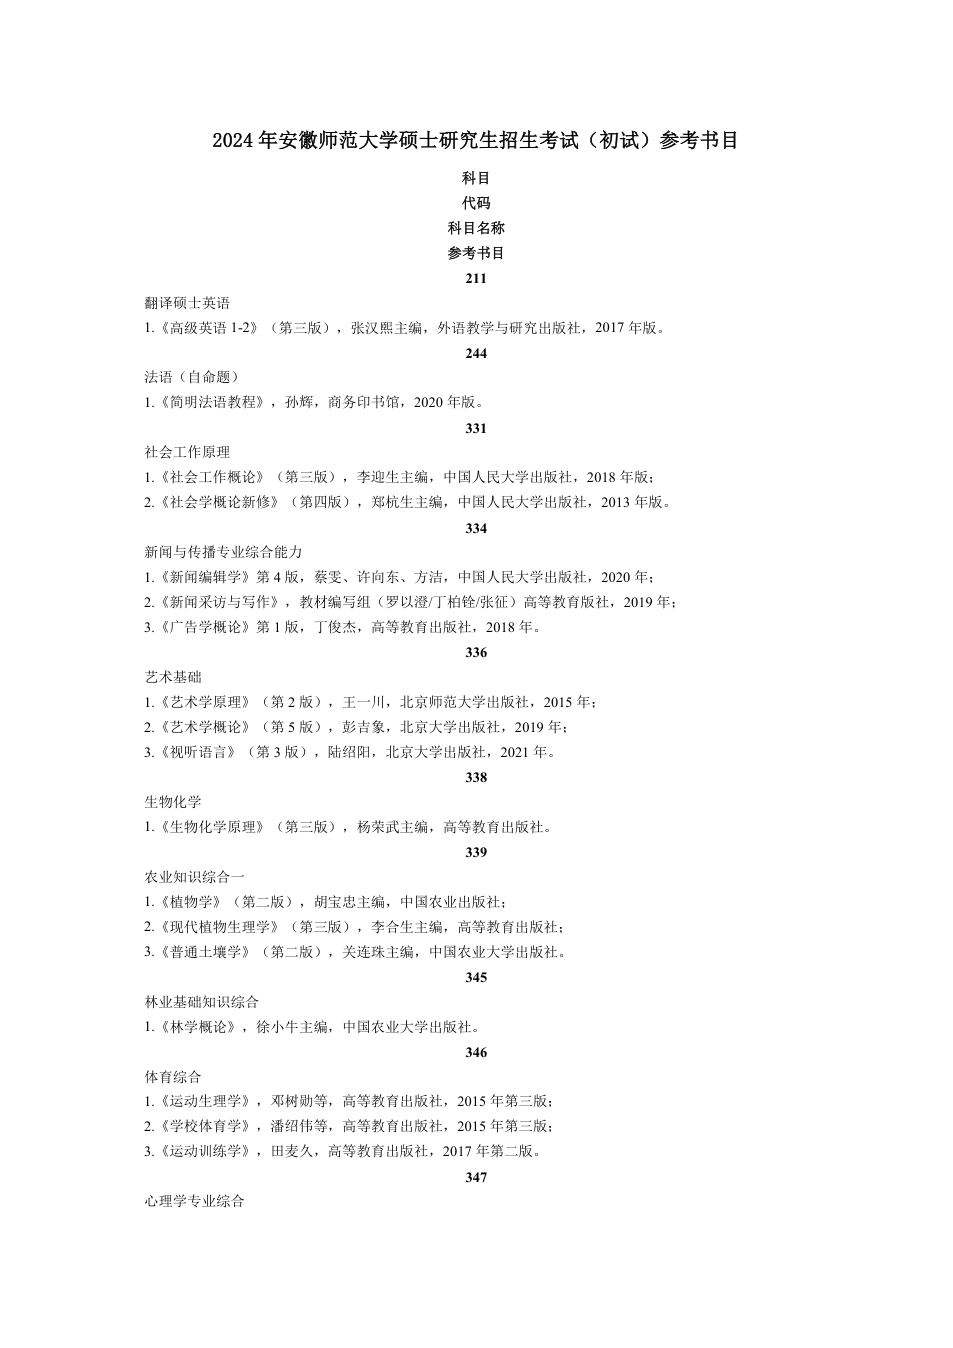 2024 年安徽师范大学硕士研究生招生考试（初试）参考书目
科目
代码
科目名称
参考书目
211
翻译硕士英语
1.《高级英语 1-2》（第三版），张汉熙主编，外语教学与研究出版社，2017 年版。
244
法语（自命题）
1.《简明法语教程》，孙辉，商务印书馆，2020 年版。
331
社会工作原理
1.《社会工作概论》（第三版），李迎生主编，中国人民大学出版社，2018 年版；
2.《社会学概论新修》（第四版），郑杭生主编，中国人民大学出版社，2013 年版。
334
新闻与传播专业综合能力
1.《新闻编辑学》第 4 版，蔡雯、许向东、方洁，中国人民大学出版社，2020 年；
2.《新闻采访与写作》，教材编写组（罗以澄/丁柏铨/张征）高等教育版社，2019 年；
3.《广告学概论》第 1 版，丁俊杰，高等教育出版社，2018 年。
336
艺术基础
1.《艺术学原理》（第 2 版），王一川，北京师范大学出版社，2015 年；
2.《艺术学概论》（第 5 版），彭吉象，北京大学出版社，2019 年；
3.《视听语言》（第 3 版），陆绍阳，北京大学出版社，2021 年。
338
生物化学
1.《生物化学原理》（第三版），杨荣武主编，高等教育出版社。
339
农业知识综合一
1.《植物学》（第二版），胡宝忠主编，中国农业出版社；
2.《现代植物生理学》（第三版），李合生主编，高等教育出版社；
3.《普通土壤学》（第二版），关连珠主编，中国农业大学出版社。
345
林业基础知识综合
1.《林学概论》，徐小牛主编，中国农业大学出版社。
346
体育综合
1.《运动生理学》，邓树勋等，高等教育出版社，2015 年第三版；
2.《学校体育学》，潘绍伟等，高等教育出版社，2015 年第三版；
3.《运动训练学》，田麦久，高等教育出版社，2017 年第二版。
347
心理学专业综合